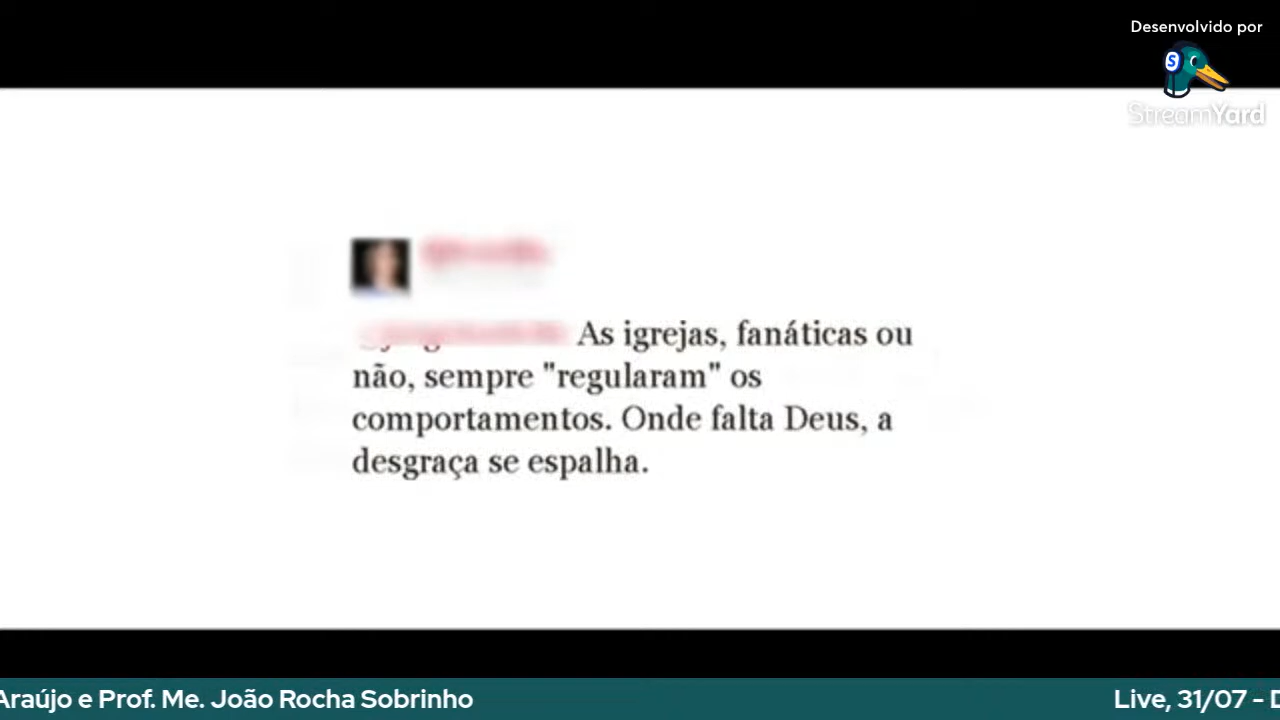 Desenvolvido por
StreamYard
As igrejas, fanáticas ou
não, sempre "regularam" os
comportamentos. Onde falta Deus, a
desgraça se espalha.
Araújo e Prof. Me. João Rocha Sobrinho
Live, 31/07 -